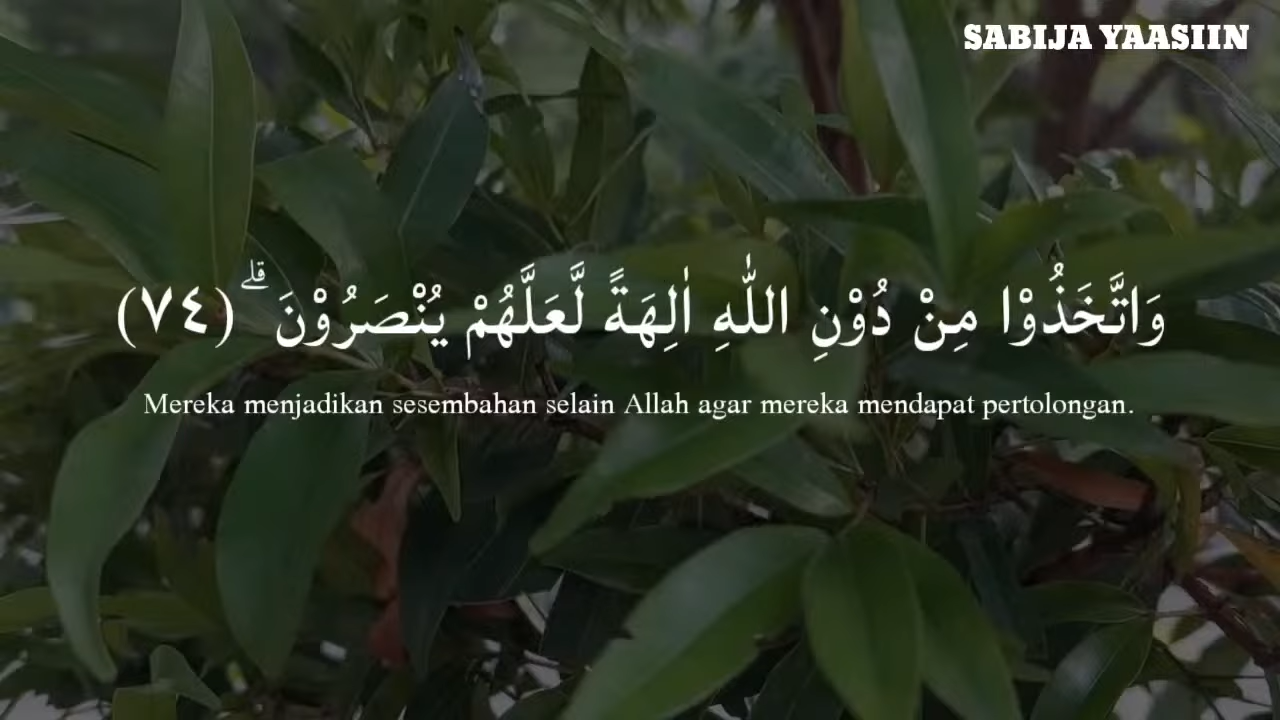 SABIJA YAASIIN
وَاتَّخَذُوْا مِنْ دُوْنِ اللّٰهِ اٰلِهَةً لَّعَلَّهُمْ يُنْصَرُوْنَ ۗ (٧٤)
Mereka menjadikan sesembahan selain Allah agar mereka mendapat pertolongan.